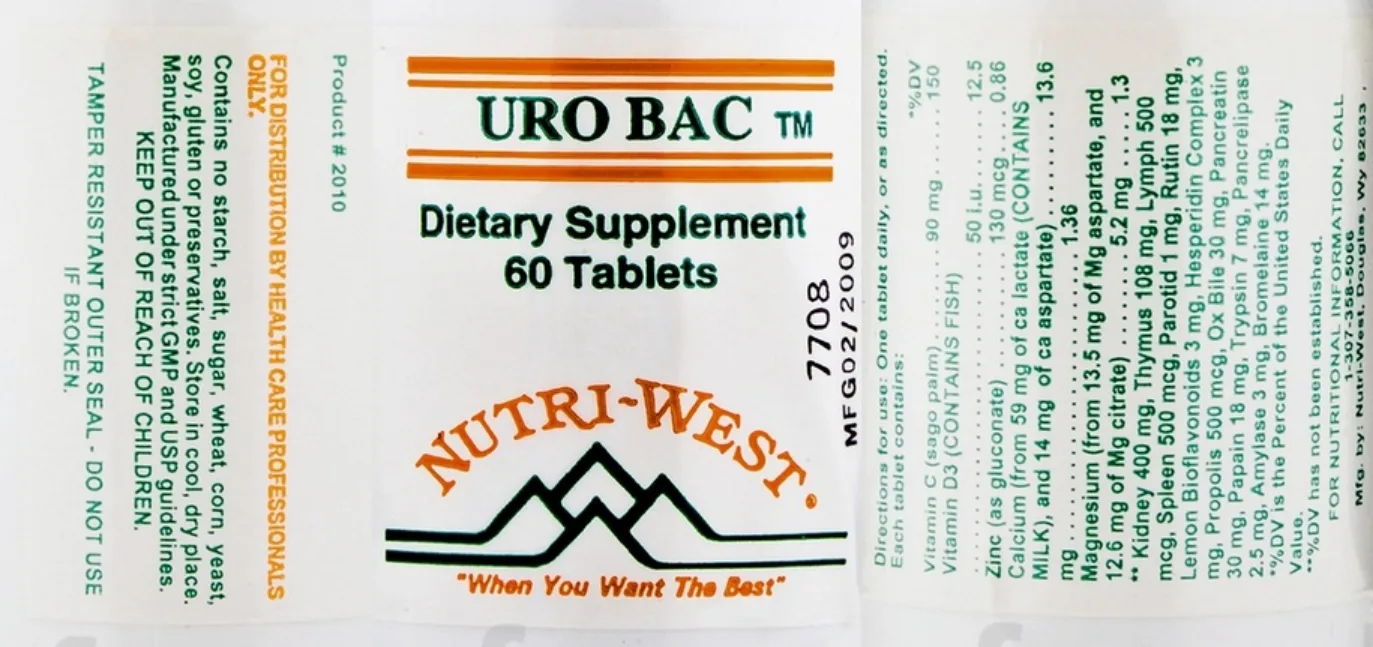 Product # 2010
FOR DISTRIBUTION BY HEALTH CARE PROFESSIONALS
ONLY.
Contains no starch, salt, sugar, wheat, corn, yeast,
soy, gluten or preservatives. Store in cool, dry place.
Manufactured under strict GMP and USP guidelines.
KEEP OUT OF REACH OF CHILDREN.
TAMPER RESISTANT OUTER SEAL - DO NOT USE
IF BROKEN.
URO BAC TM
Dietary Supplement
60 Tablets
7708
MFG02/2009
NUTRI-WEST®
"When You Want The Best"
Directions for use: One tablet daily, or as directed.
Each tablet contains: *%DV
Vitamin C (sago palm)...... 90 mg........ 150
Vitamin D3 (CONTAINS FISH)
........................ 50 i.u....... 12.5
Zinc (as gluconate) ....... 130 mcg .... 0.86
Calcium (from 59 mg of ca lactate (CONTAINS
MILK), and 14 mg of ca aspartate)........... 13.6
mg ........................... 1.36
Magnesium (from 13.5 mg of Mg aspartate, and
12.6 mg of Mg citrate) ....... 5.2 mg ..... 1.3
** Kidney 400 mg, Thymus 108 mg, Lymph 500
mcg, Spleen 500 mcg, Parotid 1 mg, Rutin 18 mg,
Lemon Bioflavonoids 3 mg, Hesperidin Complex 3
mg, Propolis 500 mcg, Ox Bile 30 mg, Pancreatin
30 mg, Papain 18 mg, Trypsin 7 mg, Pancrelipase
2.5 mg, Amylase 3 mg, Bromelaine 14 mg.
*%DV is the Percent of the United States Daily
Value.
**%DV has not been established.
FOR NUTRITIONAL INFORMATION, CALL
1-307-358-5066
Mfg. by: Nutri-West, Douglas, Wy 82633 ,